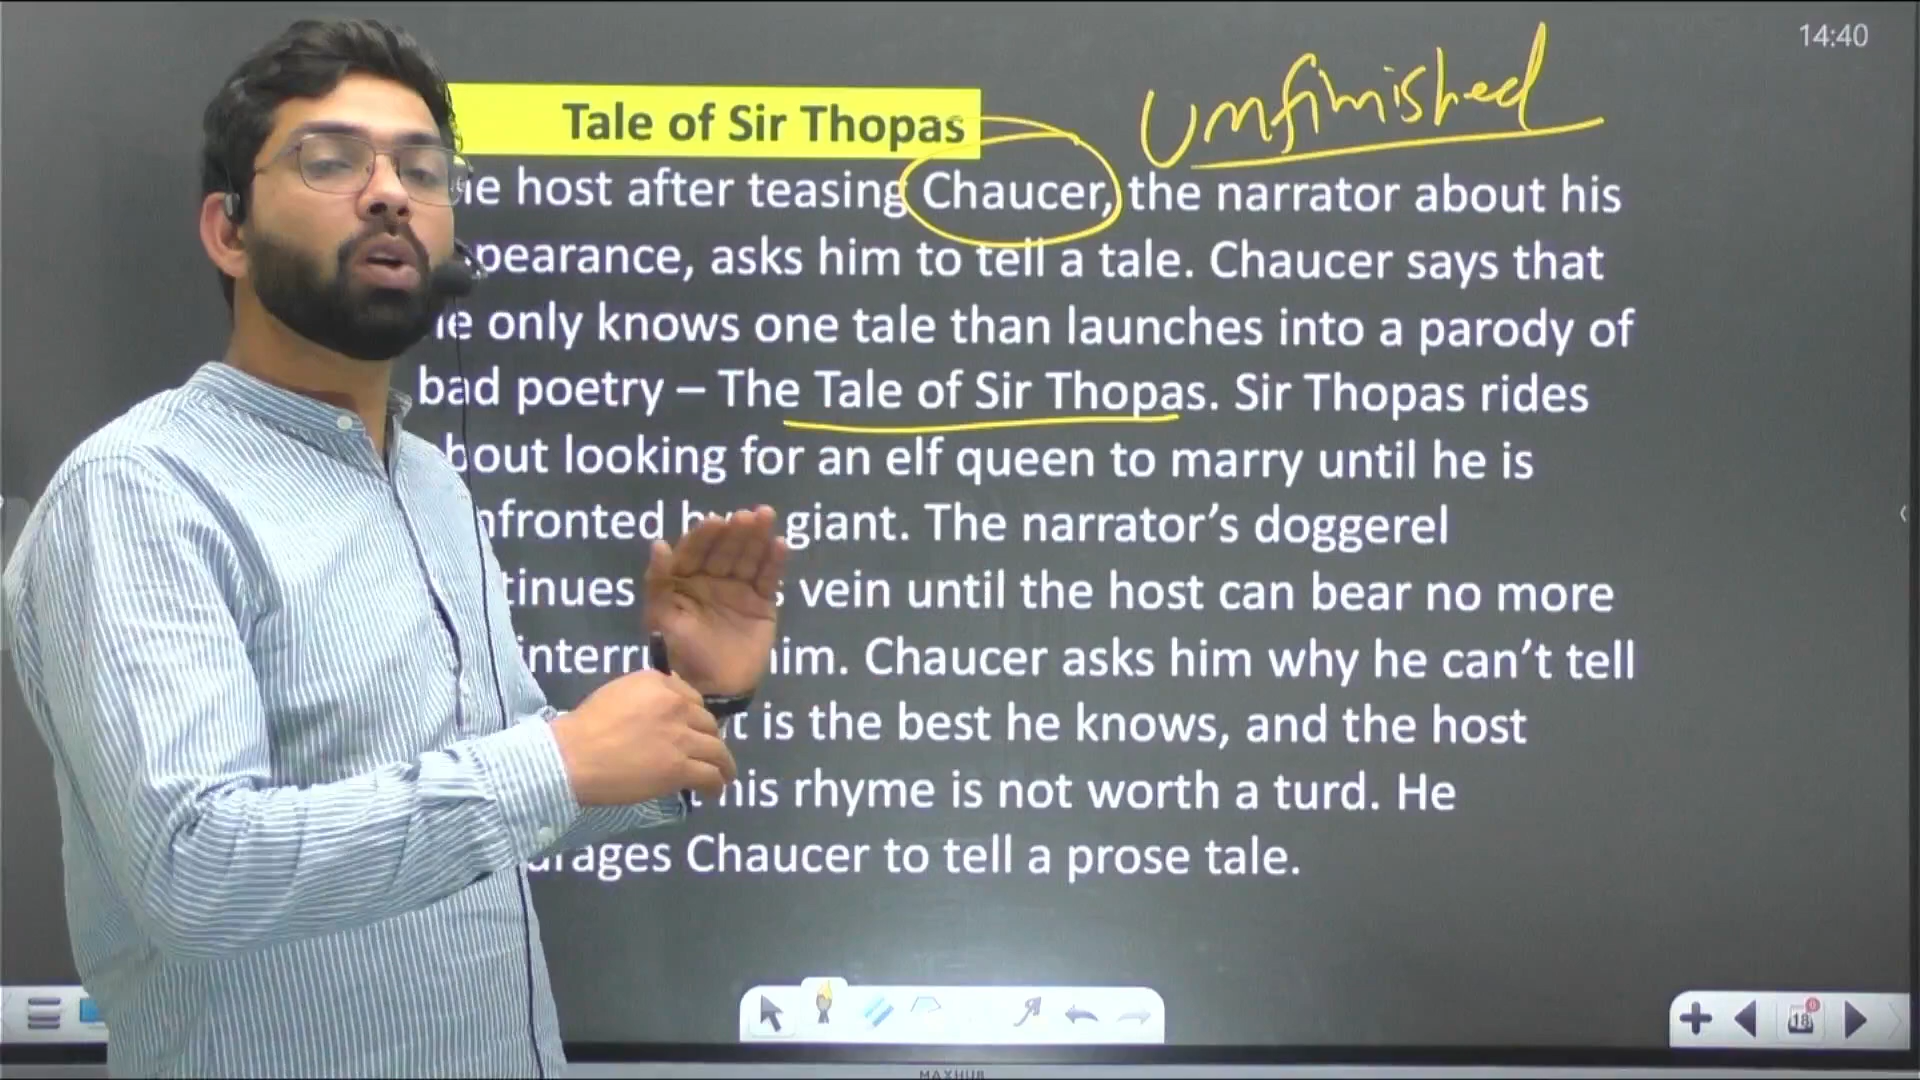 14:40
unfinished
Tale of Sir Thopas
host after teasing Chaucer, the narrator about his
pearance, asks him to tell a tale. Chaucer says that
only knows one tale than launches into a parody of
bad poetry – The Tale of Sir Thopas. Sir Thopas rides
bout looking for an elf queen to marry until he is
nfronted giant. The narrator's doggerel
tinues vein until the host can bear no more
interru him. Chaucer asks him why he can't tell
it is the best he knows, and the host
his rhyme is not worth a turd. He
urages Chaucer to tell a prose tale.
18
MAXHUB